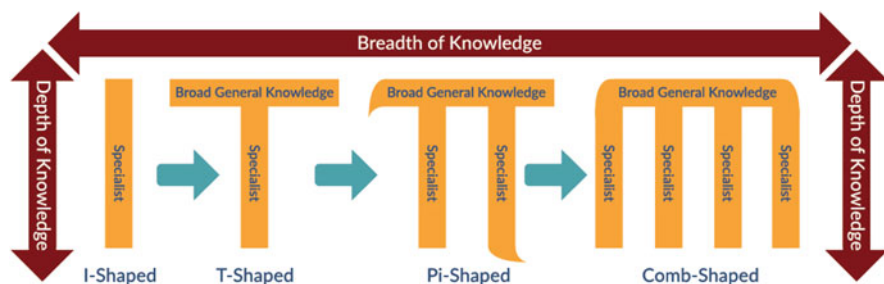 Breadth of Knowledge
Depth of Knowledge
Specialist
Broad General Knowledge
Specialist
Broad General Knowledge
Specialist
Specialist
Broad General Knowledge
Specialist
Specialist
Specialist
Specialist
Depth of Knowledge
I-Shaped
T-Shaped
Pi-Shaped
Comb-Shaped